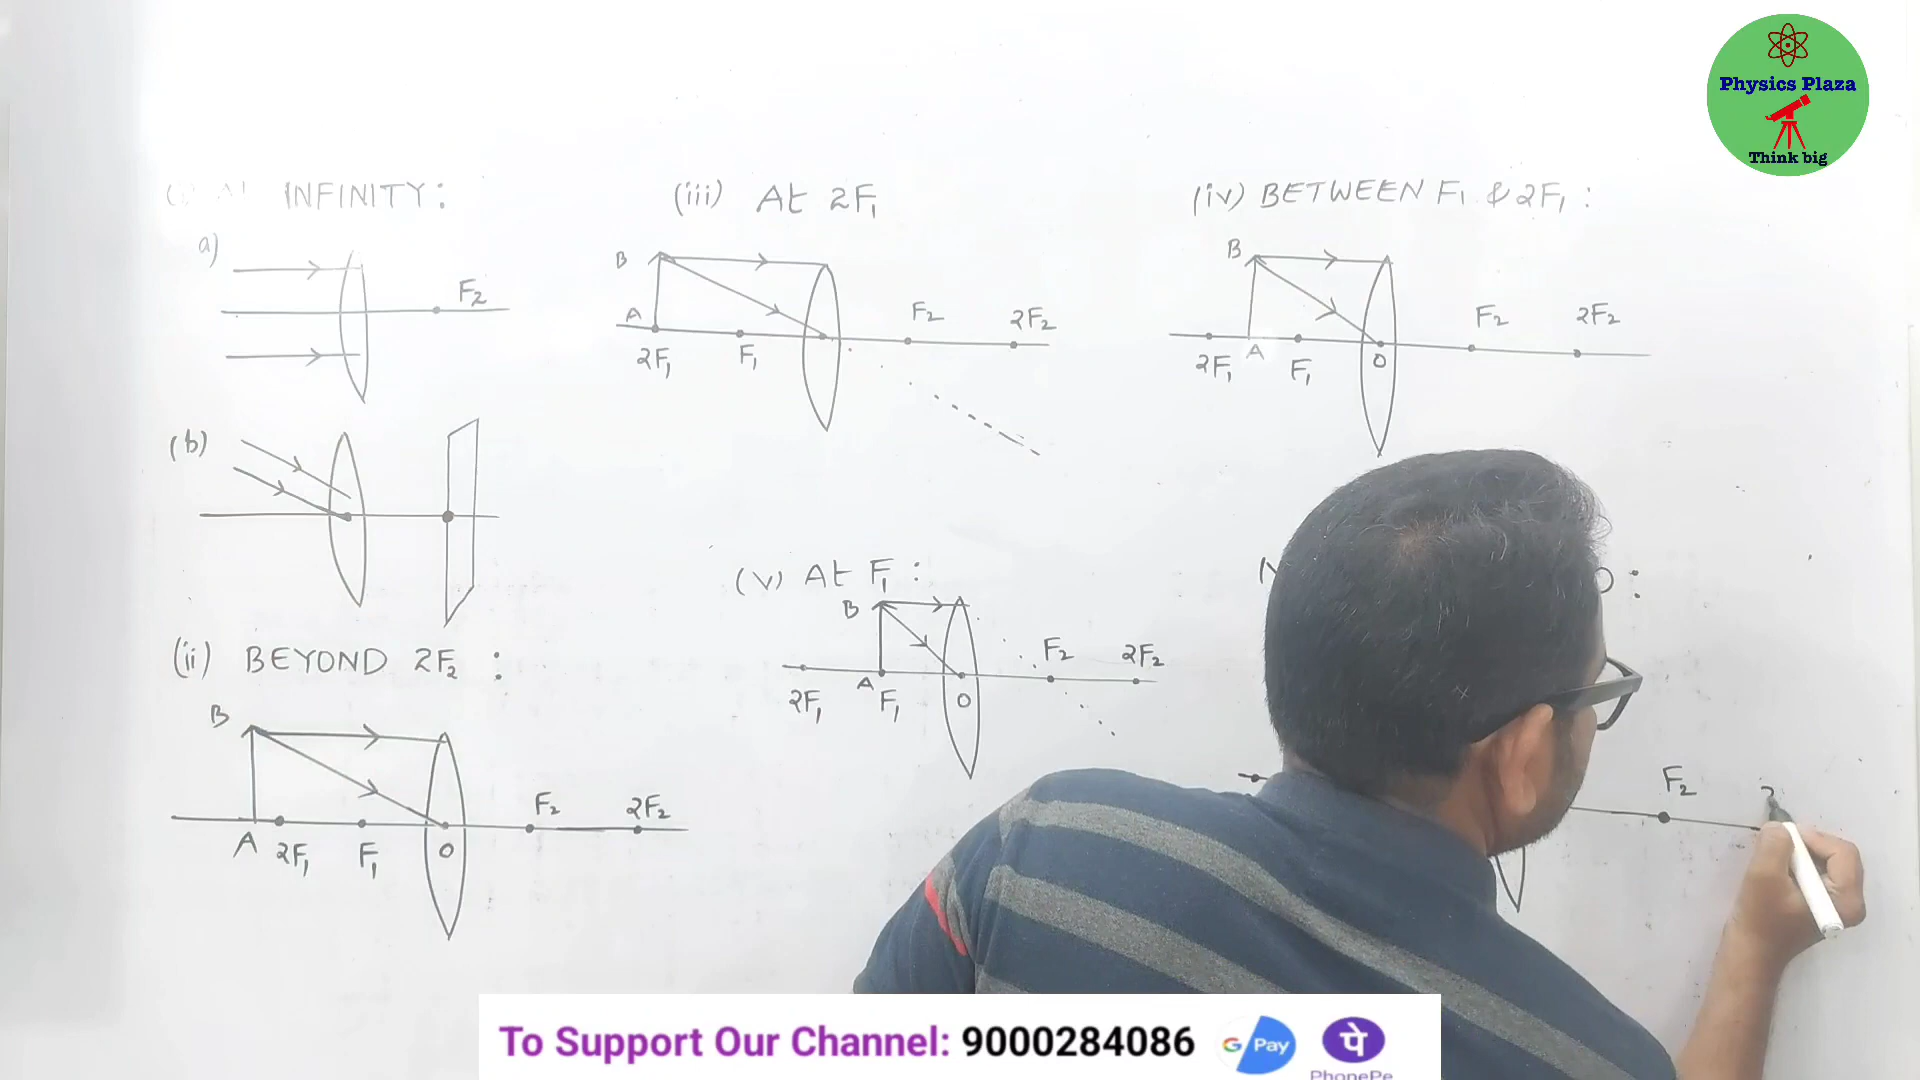 Physics Plaza
Think big
(i) At INFINITY:
a)
F2
(b)
(ii) BEYOND 2F2 :
B
A 2F1 F1 O F2 2F2
(iii) At 2F1
B
A
2F1 F1 F2 2F2
(iv) BETWEEN F1 & 2F1 :
B
2F1 A F1 O F2 2F2
(v) At F1 :
B
2F1 A F1 O F2 2F2
O :
F2
To Support Our Channel: 9000284086
G Pay
पे
PhonePe